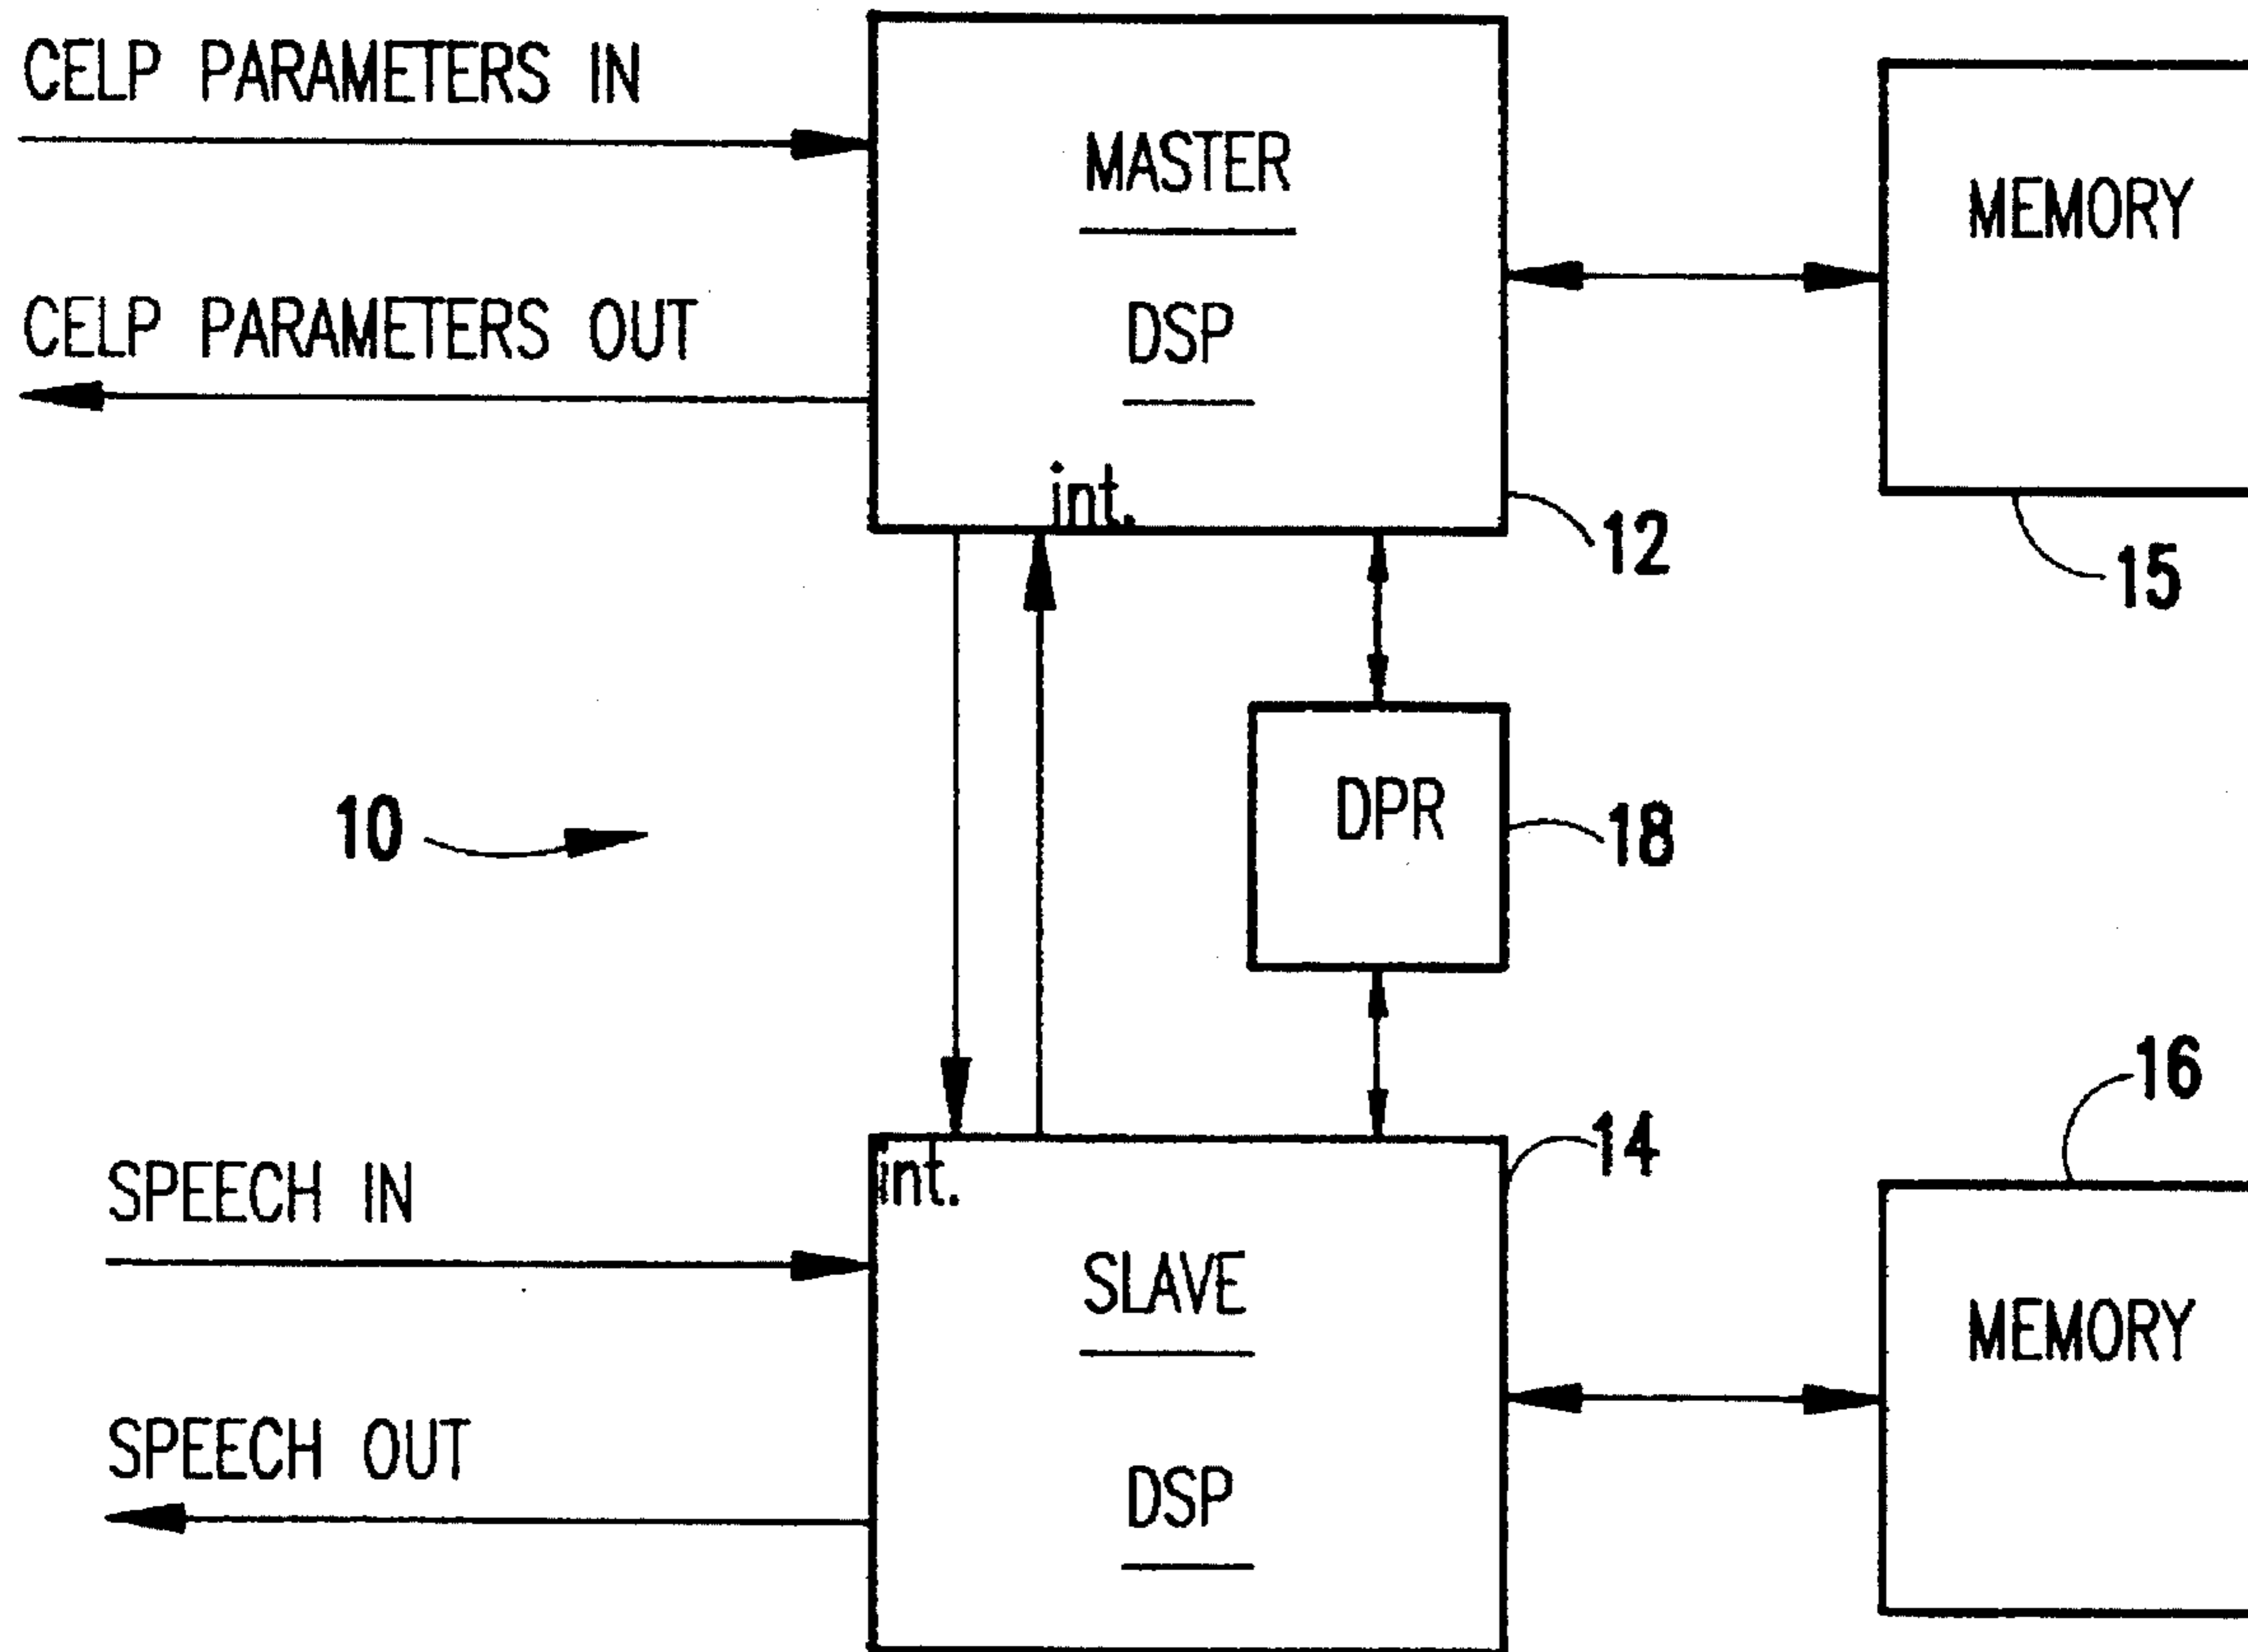 CELP PARAMETERS IN
MASTER
MEMORY
CELP PARAMETERS OUT
DSP
int.
12
15
DPR
10
18
16
14
int.
SPEECH IN
SLAVE
MEMORY
SPEECH OUT
DSP